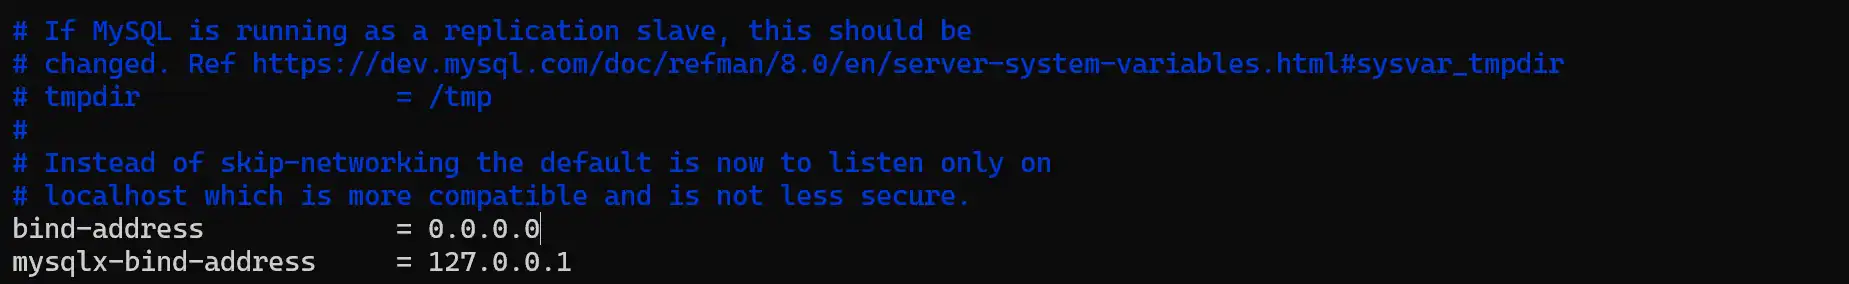 # If MySQL is running as a replication slave, this should be
# changed. Ref https://dev.mysql.com/doc/refman/8.0/en/server-system-variables.html#sysvar_tmpdir
# tmpdir                = /tmp
#
# Instead of skip-networking the default is now to listen only on
# localhost which is more compatible and is not less secure.
bind-address            = 0.0.0.0
mysqlx-bind-address     = 127.0.0.1